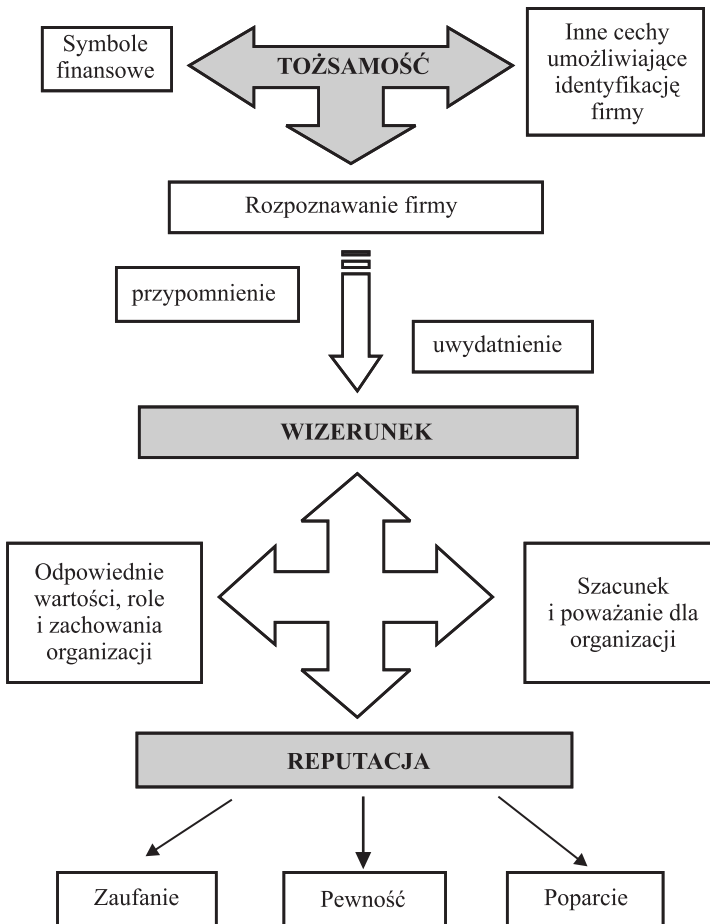 Symbole
finansowe
TOŻSAMOŚĆ
Inne cechy
umożliwiające
identyfikację
firmy
Rozpoznawanie firmy
przypomnienie
uwydatnienie
WIZERUNEK
Odpowiednie
wartości, role
i zachowania
organizacji
Szacunek
i poważanie dla
organizacji
REPUTACJA
Zaufanie
Pewność
Poparcie